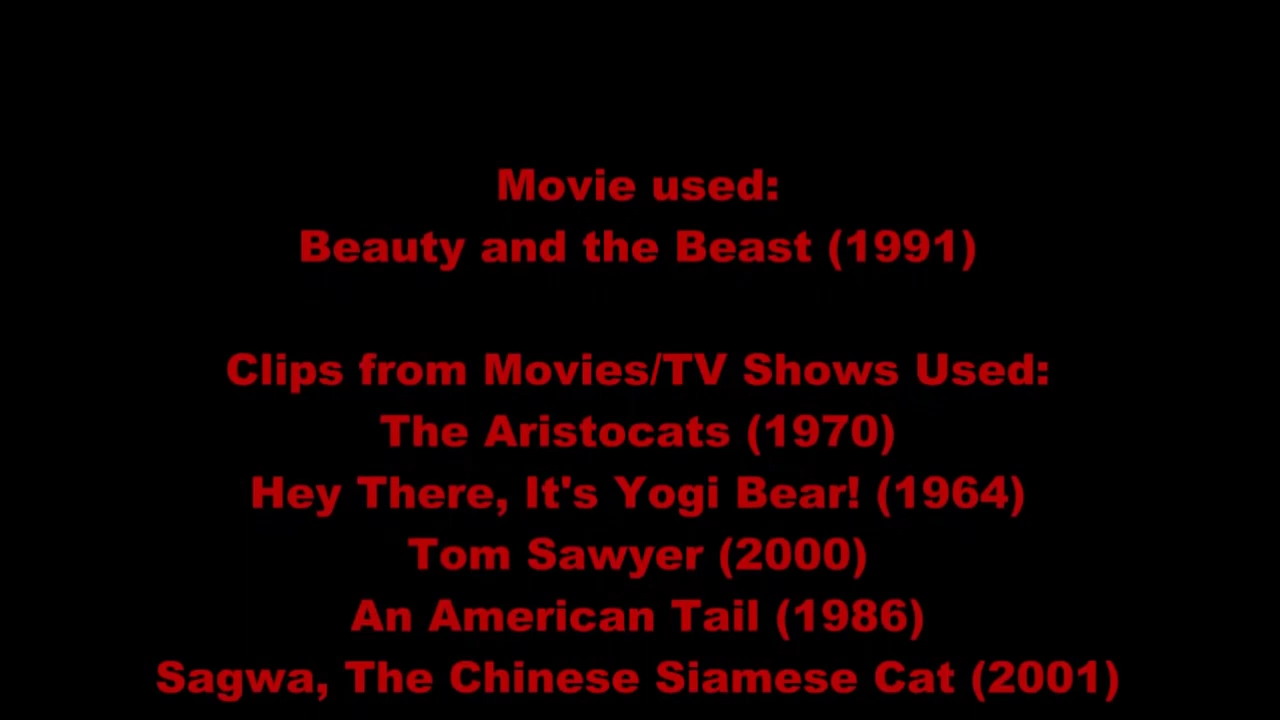 Movie used:
Beauty and the Beast (1991)
Clips from Movies/TV Shows Used:
The Aristocats (1970)
Hey There, It's Yogi Bear! (1964)
Tom Sawyer (2000)
An American Tail (1986)
Sagwa, The Chinese Siamese Cat (2001)